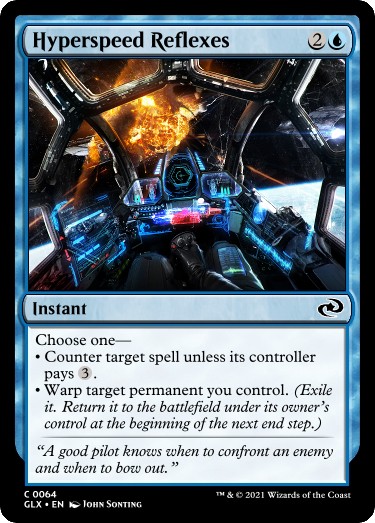 Hyperspeed Reflexes 2
Instant
Choose one—
• Counter target spell unless its controller
pays 3.
• Warp target permanent you control. (Exile
it. Return it to the battlefield under its owner's
control at the beginning of the next end step.)
"A good pilot knows when to confront an enemy
and when to bow out."
C 0064
GLX • EN John Sonting
™ & © 2021 Wizards of the Coast